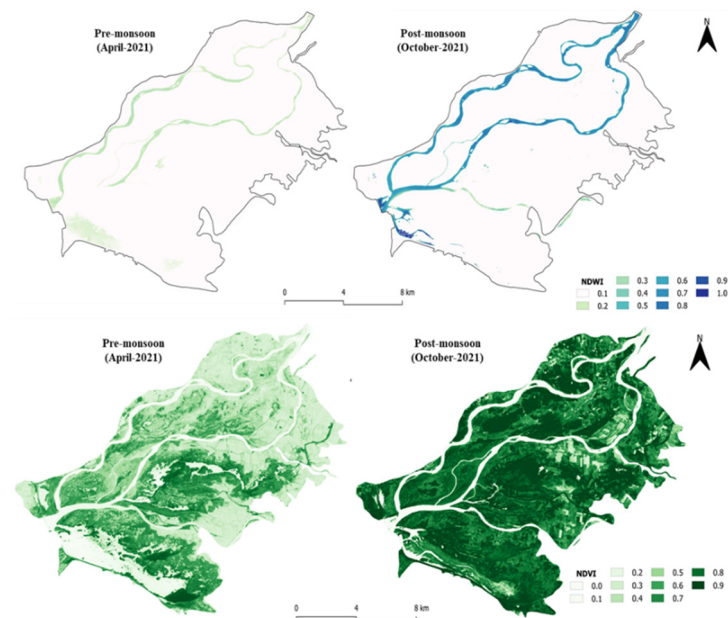 Pre-monsoon
(April-2021)
Post-monsoon
(October-2021)
N
0 4 8 km
NDWI 0.3 0.6 0.9
0.1 0.4 0.7 1.0
0.2 0.5 0.8
Pre-monsoon
(April-2021)
Post-monsoon
(October-2021)
N
0 4 8 km
NDVI 0.2 0.5 0.8
0.0 0.3 0.6 0.9
0.1 0.4 0.7